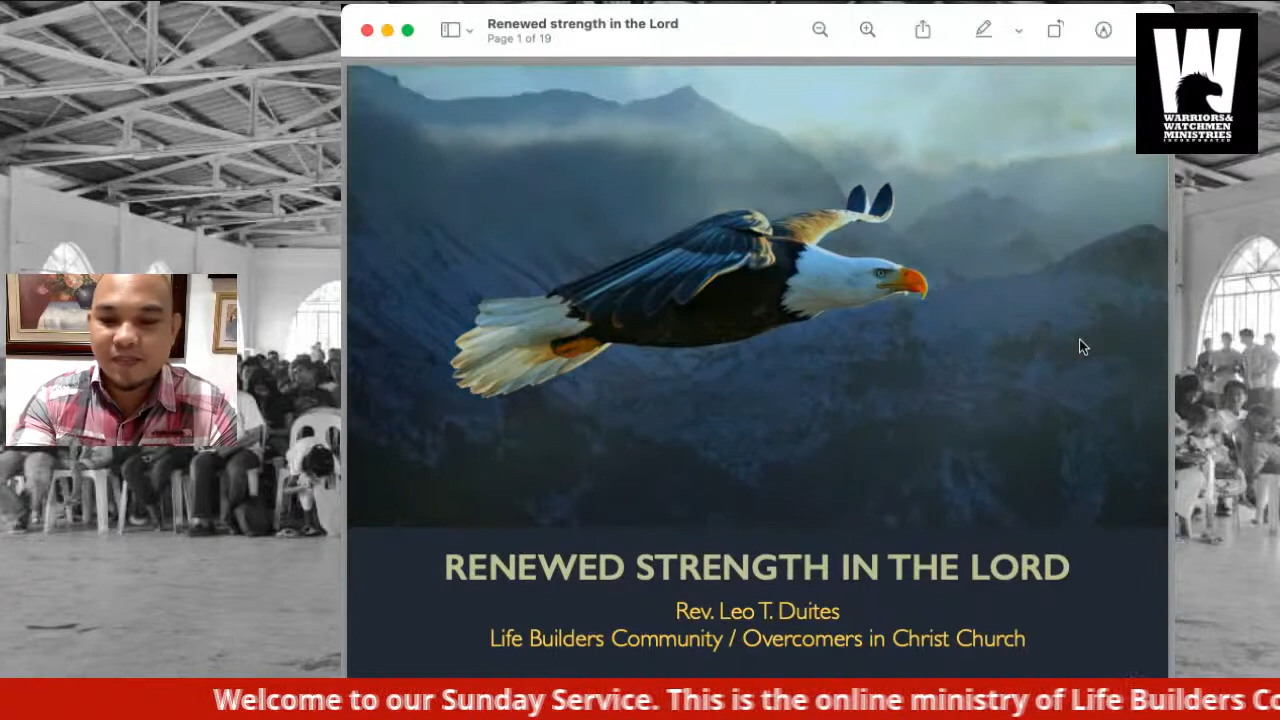 Renewed strength in the Lord
Page 1 of 19
W
WARRIORS&
WATCHMEN
MINISTRIES
INCORPORATED
RENEWED STRENGTH IN THE LORD
Rev. Leo T. Duites
Life Builders Community / Overcomers in Christ Church
Welcome to our Sunday Service. This is the online ministry of Life Builders Co